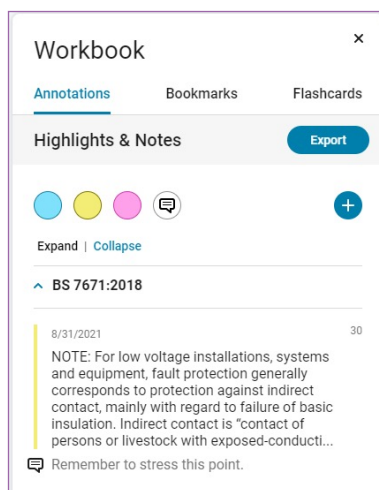 Workbook
Annotations Bookmarks Flashcards
Highlights & Notes Export
Expand | Collapse
BS 7671:2018
8/31/2021 30
NOTE: For low voltage installations, systems
and equipment, fault protection generally
corresponds to protection against indirect
contact, mainly with regard to failure of basic
insulation. Indirect contact is “contact of
persons or livestock with exposed-conducti...
Remember to stress this point.